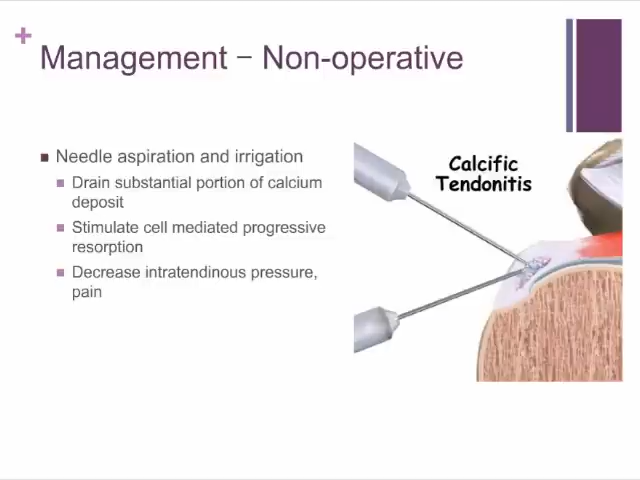 +
Management – Non-operative
Needle aspiration and irrigation
Drain substantial portion of calcium
deposit
Stimulate cell mediated progressive
resorption
Decrease intratendinous pressure,
pain
Calcific
Tendonitis